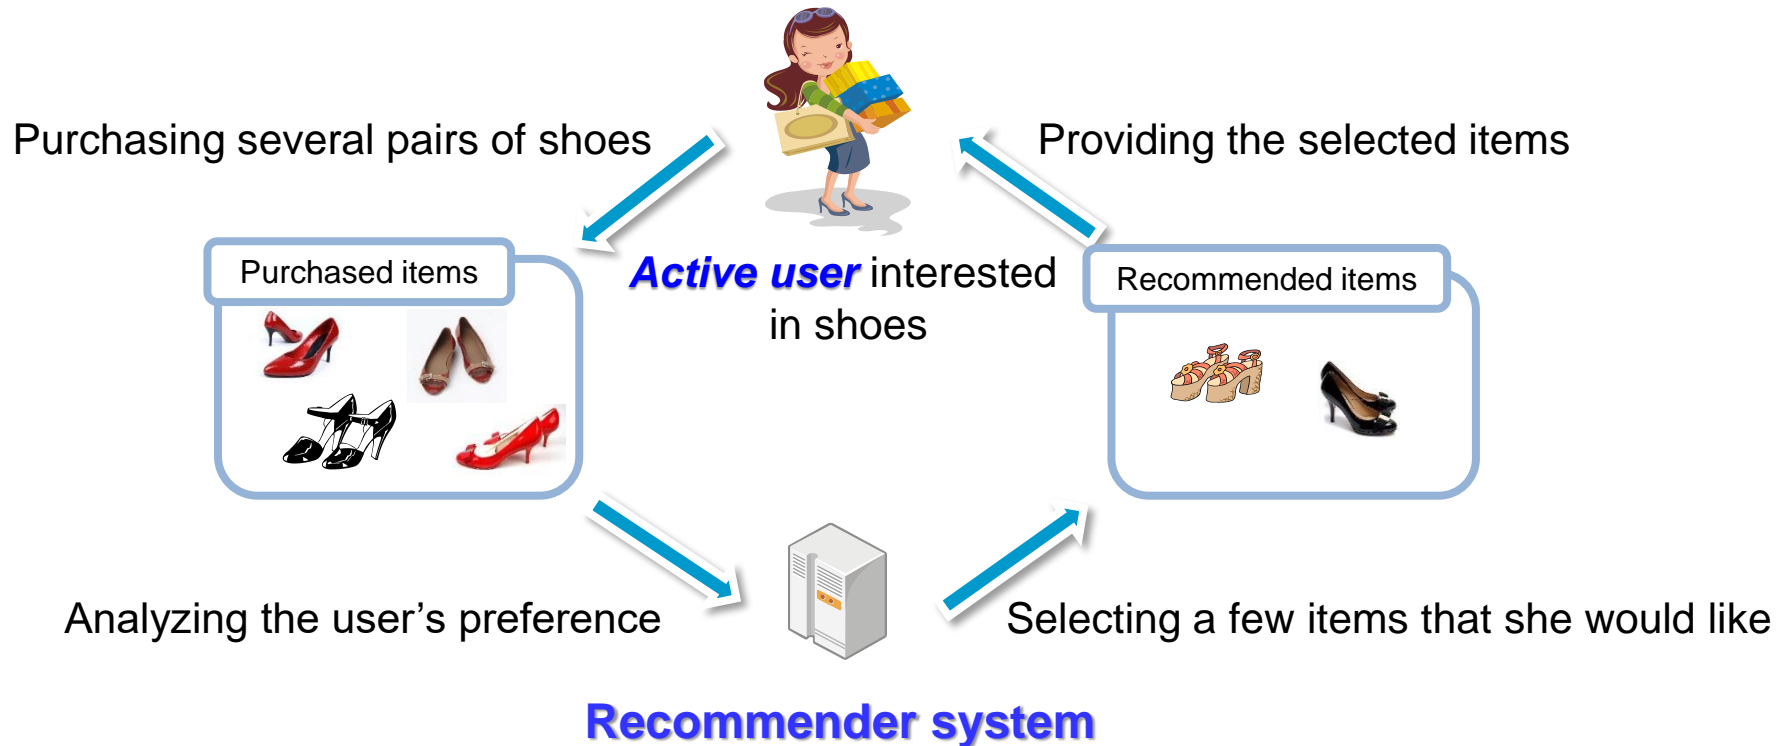 Purchasing several pairs of shoes
Providing the selected items
Purchased items
Active user interested
in shoes
Recommended items
Analyzing the user’s preference
Selecting a few items that she would like
Recommender system